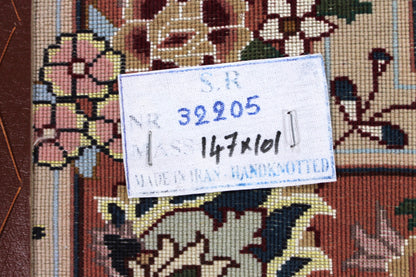 S.R
NR 32205
MASS 147x101
MADE IN IRAN - HANDKNOTTED